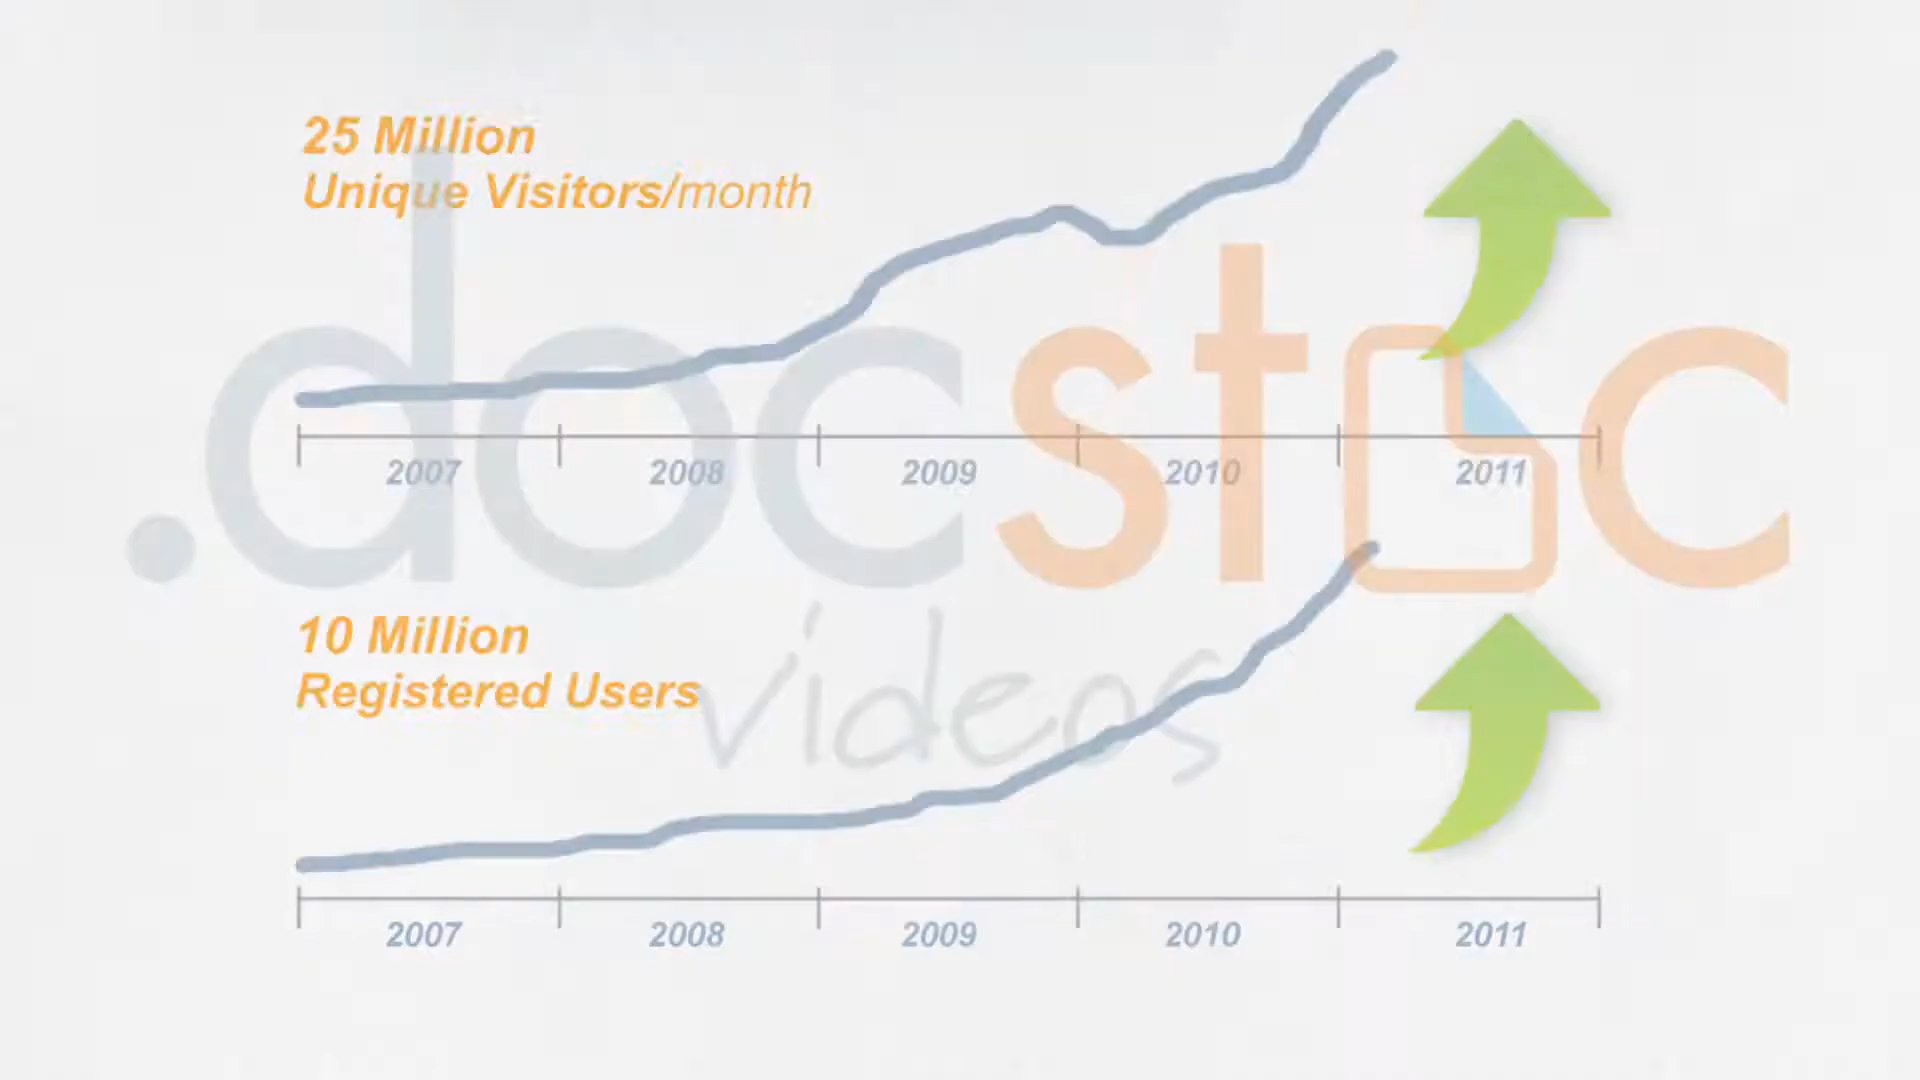 25 Million
Unique Visitors/month
2007 2008 2009 2010 2011
.docstoc
videos
10 Million
Registered Users
2007 2008 2009 2010 2011